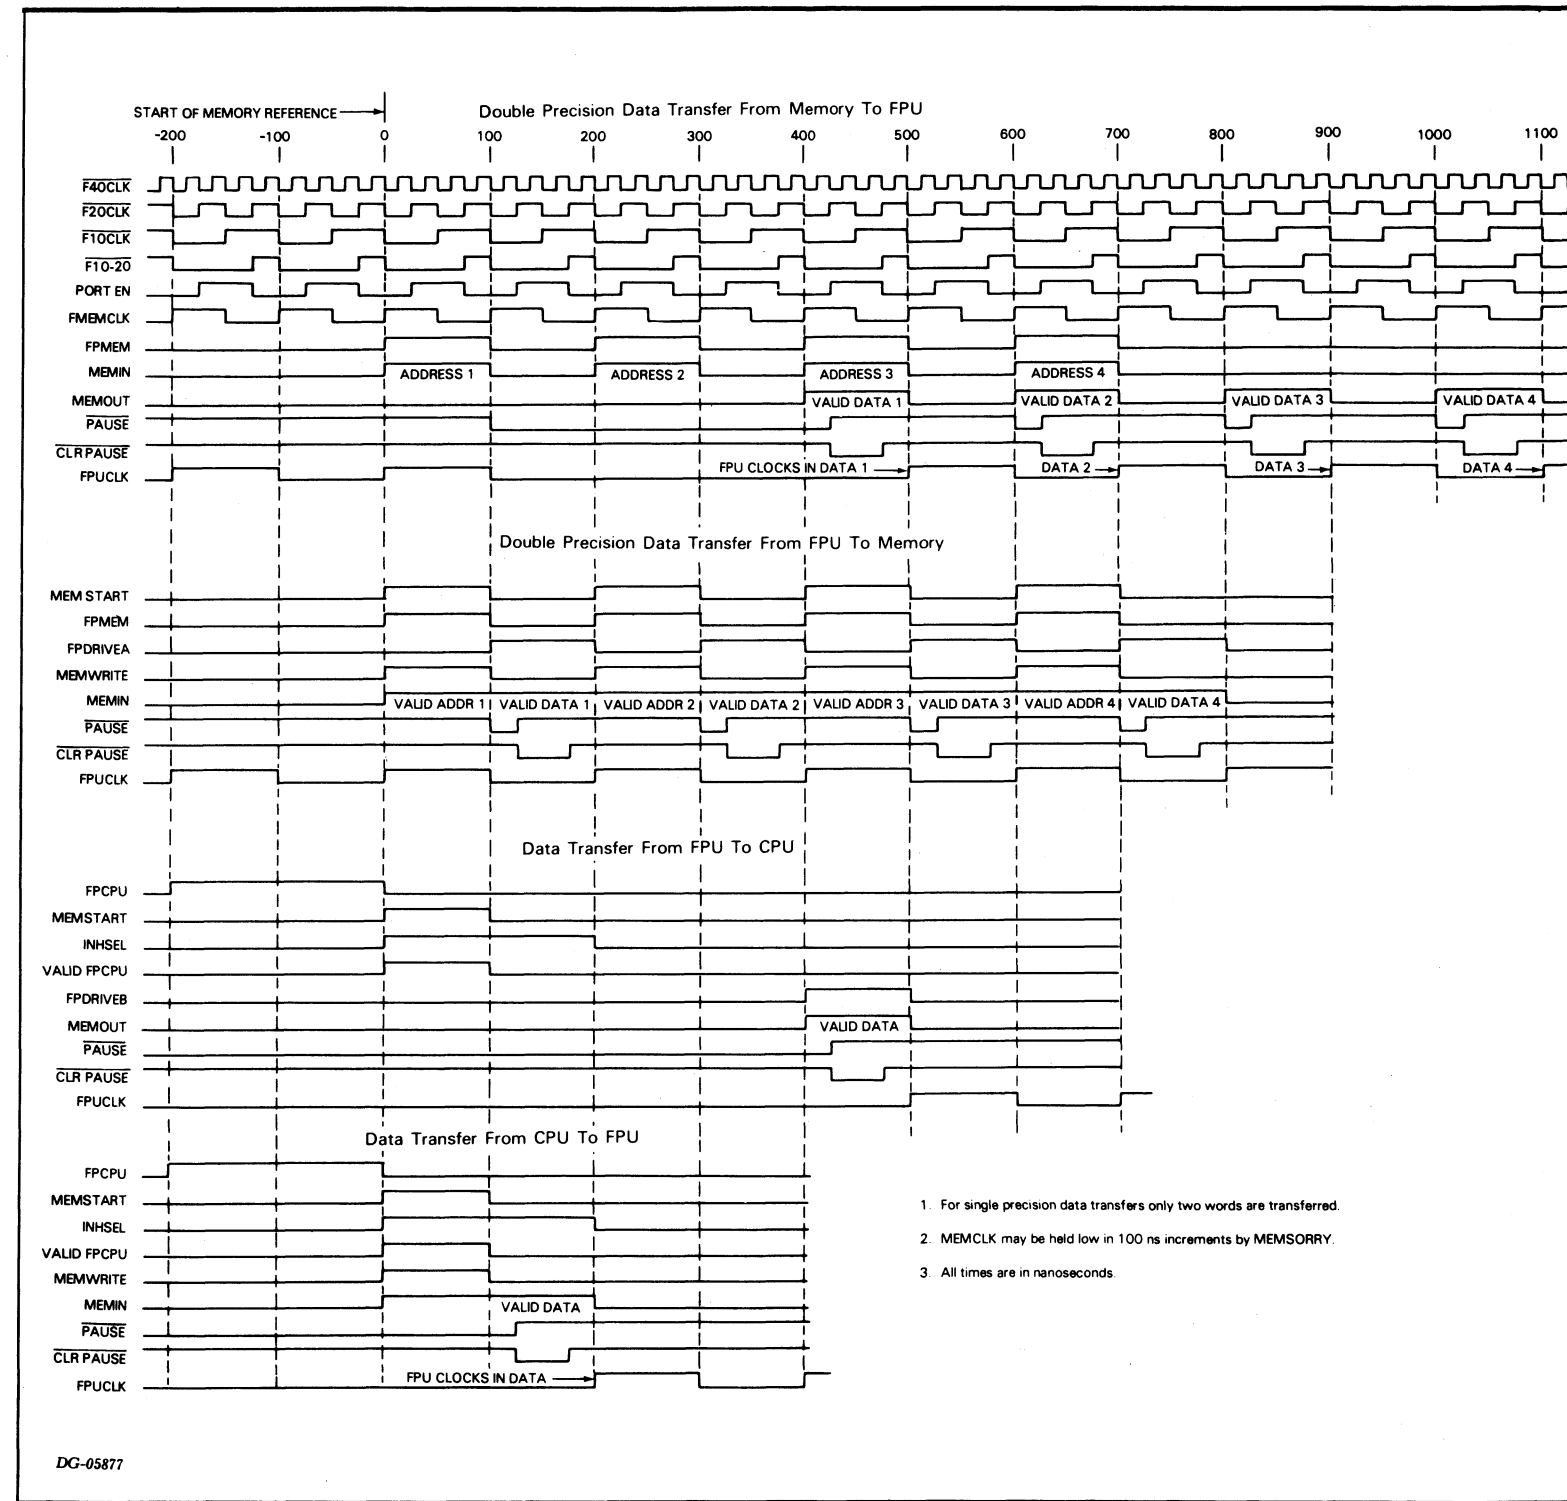 START OF MEMORY REFERENCE
Double Precision Data Transfer From Memory To FPU
-200 -100 0 100 200 300 400 500 600 700 800 900 1000 1100
F40CLK
F20CLK
F10CLK
F10-20
PORT EN
FMEMCLK
FPMEM
MEMIN ADDRESS 1 ADDRESS 2 ADDRESS 3 ADDRESS 4
MEMOUT VALID DATA 1 VALID DATA 2 VALID DATA 3 VALID DATA 4
PAUSE
CLR PAUSE
FPUCLK FPU CLOCKS IN DATA 1 DATA 2 DATA 3 DATA 4
Double Precision Data Transfer From FPU To Memory
MEM START
FPMEM
FPDRIVEA
MEMWRITE
MEMIN VALID ADDR 1 VALID DATA 1 VALID ADDR 2 VALID DATA 2 VALID ADDR 3 VALID DATA 3 VALID ADDR 4 VALID DATA 4
PAUSE
CLR PAUSE
FPUCLK
Data Transfer From FPU To CPU
FPCPU
MEMSTART
INHSEL
VALID FPCPU
FPDRIVEB
MEMOUT VALID DATA
PAUSE
CLR PAUSE
FPUCLK
Data Transfer From CPU To FPU
FPCPU
MEMSTART
INHSEL
VALID FPCPU
MEMWRITE
MEMIN VALID DATA
PAUSE
CLR PAUSE
FPUCLK FPU CLOCKS IN DATA
1. For single precision data transfers only two words are transferred.
2. MEMCLK may be held low in 100 ns increments by MEMSORRY.
3. All times are in nanoseconds.
DG-05877